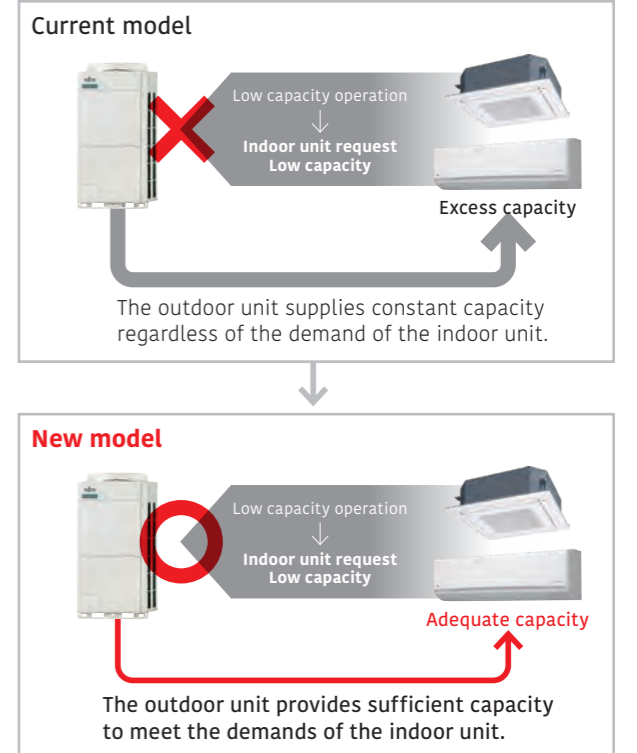 Current model
Low capacity operation
↓
Indoor unit request
Low capacity
Excess capacity
The outdoor unit supplies constant capacity
regardless of the demand of the indoor unit.
New model
Low capacity operation
↓
Indoor unit request
Low capacity
Adequate capacity
The outdoor unit provides sufficient capacity
to meet the demands of the indoor unit.